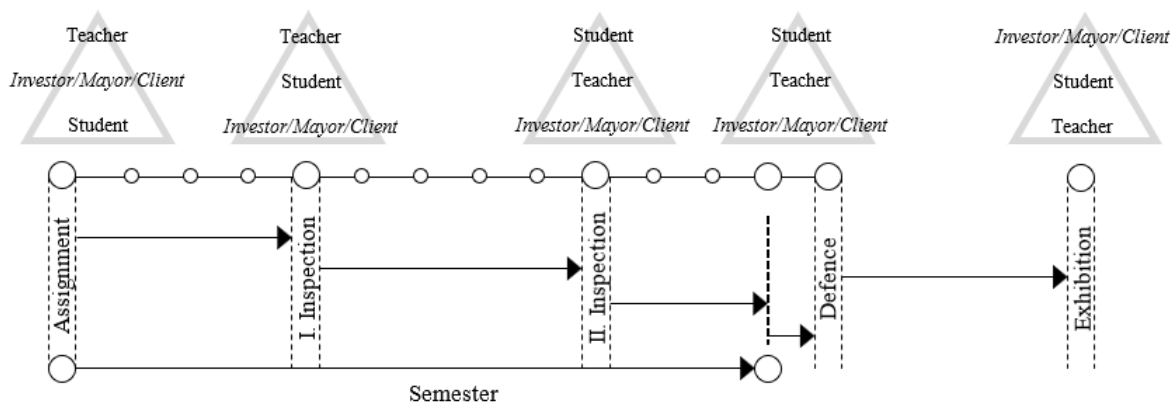 Teacher
Investor/Mayor/Client
Student
Teacher
Student
Investor/Mayor/Client
Student
Teacher
Investor/Mayor/Client
Student
Teacher
Investor/Mayor/Client
Investor/Mayor/Client
Student
Teacher
Assignment
I. Inspection
II. Inspection
Defence
Exhibition
Semester